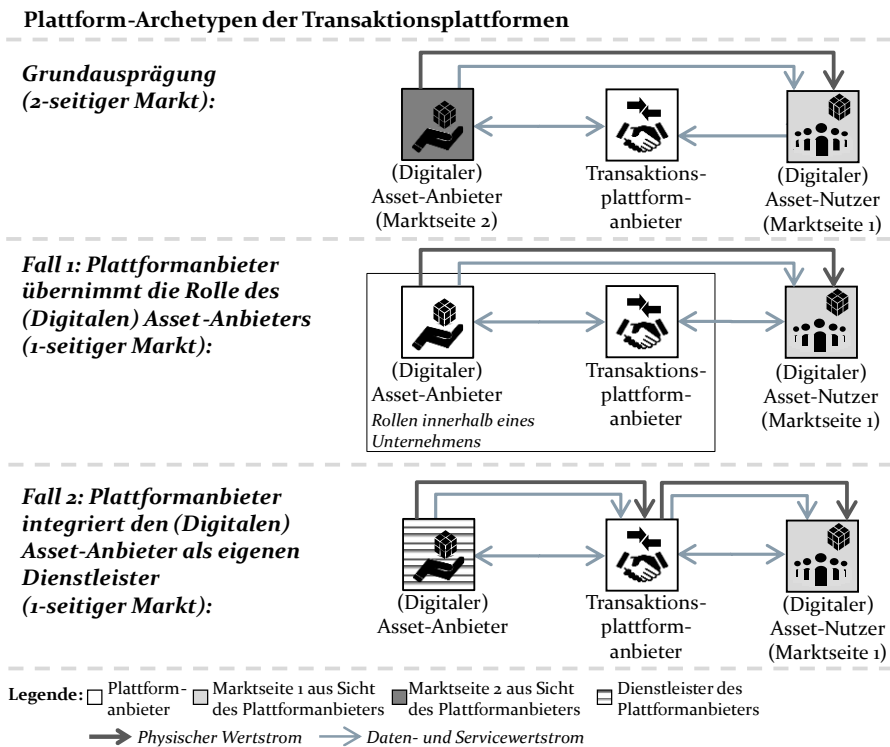 Plattform-Archetypen der Transaktionsplattformen
Grundausprägung
(2-seitiger Markt):
(Digitaler)
Asset-Anbieter
(Marktseite 2)
Transaktions-
plattform-
anbieter
(Digitaler)
Asset-Nutzer
(Marktseite 1)
Fall 1: Plattformanbieter
übernimmt die Rolle des
(Digitalen) Asset-Anbieters
(1-seitiger Markt):
(Digitaler)
Asset-Anbieter
Rollen innerhalb eines
Unternehmens
Transaktions-
plattform-
anbieter
(Digitaler)
Asset-Nutzer
(Marktseite 1)
Fall 2: Plattformanbieter
integriert den (Digitalen)
Asset-Anbieter als eigenen
Dienstleister
(1-seitiger Markt):
(Digitaler)
Asset-Anbieter
Transaktions-
plattform-
anbieter
(Digitaler)
Asset-Nutzer
(Marktseite 1)
Legende:
Plattform-
anbieter
Marktseite 1 aus Sicht
des Plattformanbieters
Marktseite 2 aus Sicht
des Plattformanbieters
Dienstleister des
Plattformanbieters
Physischer Wertstrom
Daten- und Servicewertstrom